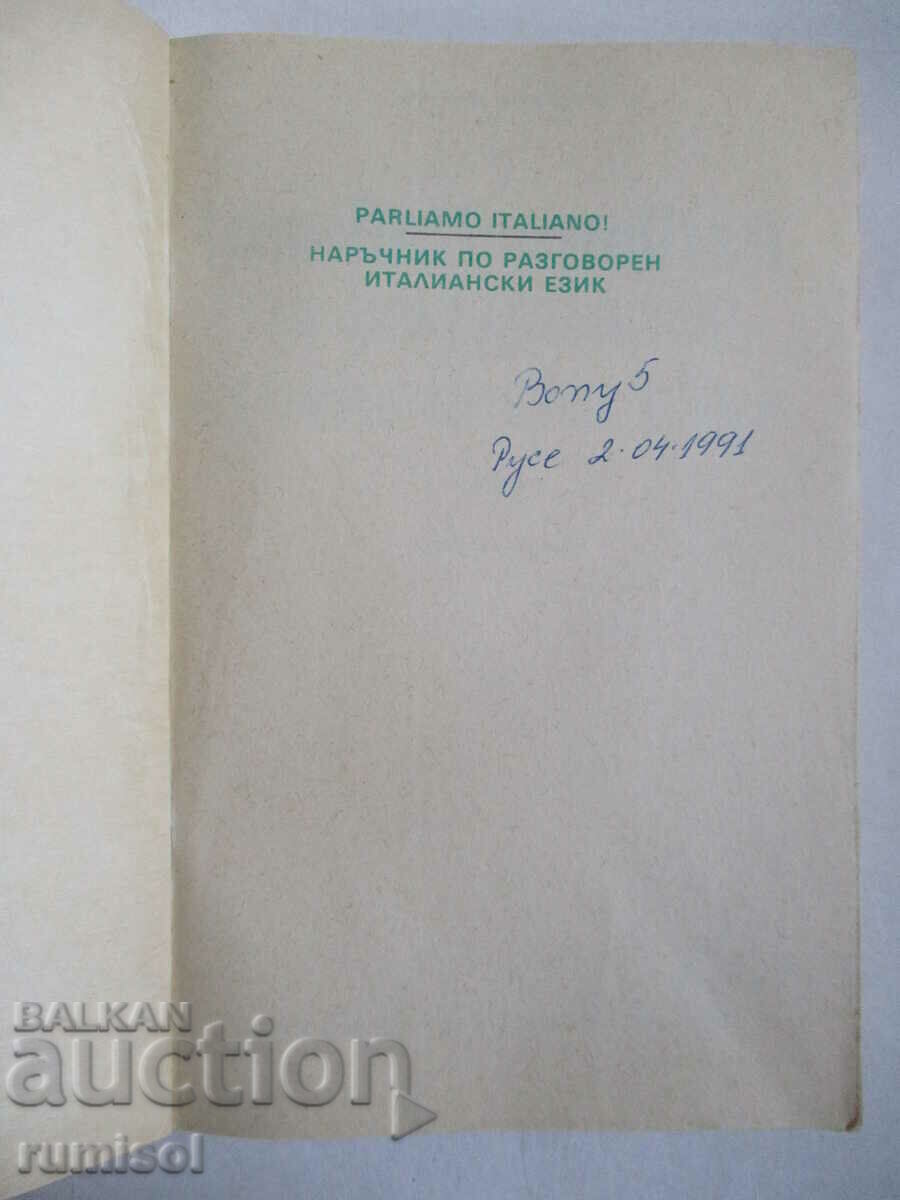 PARLIAMO ITALIANO!
НАРЪЧНИК ПО РАЗГОВОРЕН
ИТАЛИАНСКИ ЕЗИК
Русе 2.04.1991
BALKAN
auction
rumisol